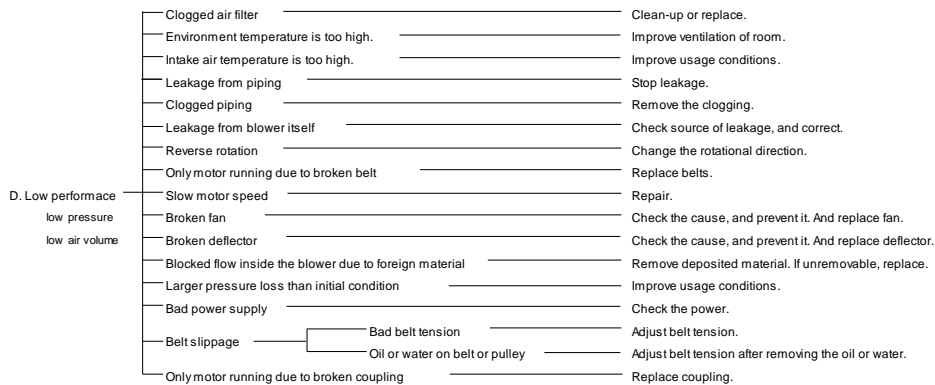 Clogged air filter Clean-up or replace.
Environment temperature is too high. Improve ventilation of room.
Intake air temperature is too high. Improve usage conditions.
Leakage from piping Stop leakage.
Clogged piping Remove the clogging.
Leakage from blower itself Check source of leakage, and correct.
Reverse rotation Change the rotational direction.
Only motor running due to broken belt Replace belts.
D. Low performace Slow motor speed Repair.
low pressure Broken fan Check the cause, and prevent it. And replace fan.
low air volume Broken deflector Check the cause, and prevent it. And replace deflector.
Blocked flow inside the blower due to foreign material Remove deposited material. If unremovable, replace.
Larger pressure loss than initial condition Improve usage conditions.
Bad power supply Check the power.
Bad belt tension Adjust belt tension.
Belt slippage
Oil or water on belt or pulley Adjust belt tension after removing the oil or water.
Only motor running due to broken coupling Replace coupling.